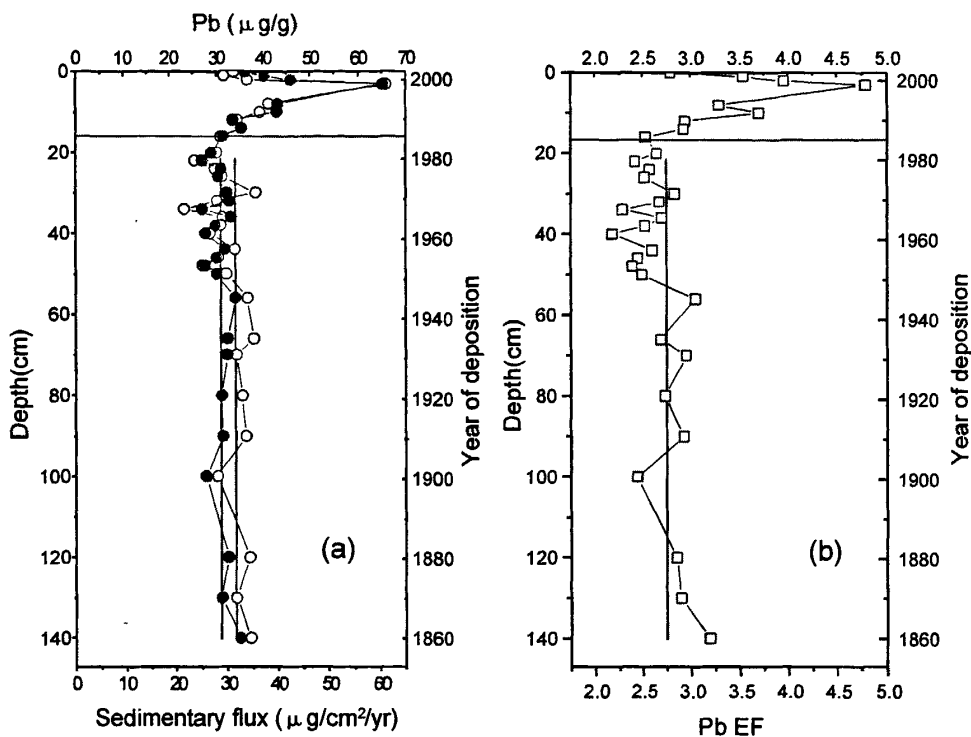 Pb ( μ g/g)
0 10 20 30 40 50 60 70
0
20
40
60
80
100
120
140
Depth(cm)
2000
1980
1960
1940
1920
1900
1880
1860
Year of deposition
(a)
0 10 20 30 40 50 60
Sedimentary flux ( μ g/cm²/yr)
2.0 2.5 3.0 3.5 4.0 4.5 5.0
0
20
40
60
80
100
120
140
Depth(cm)
2000
1980
1960
1940
1920
1900
1880
1860
Year of deposition
(b)
2.0 2.5 3.0 3.5 4.0 4.5 5.0
Pb EF